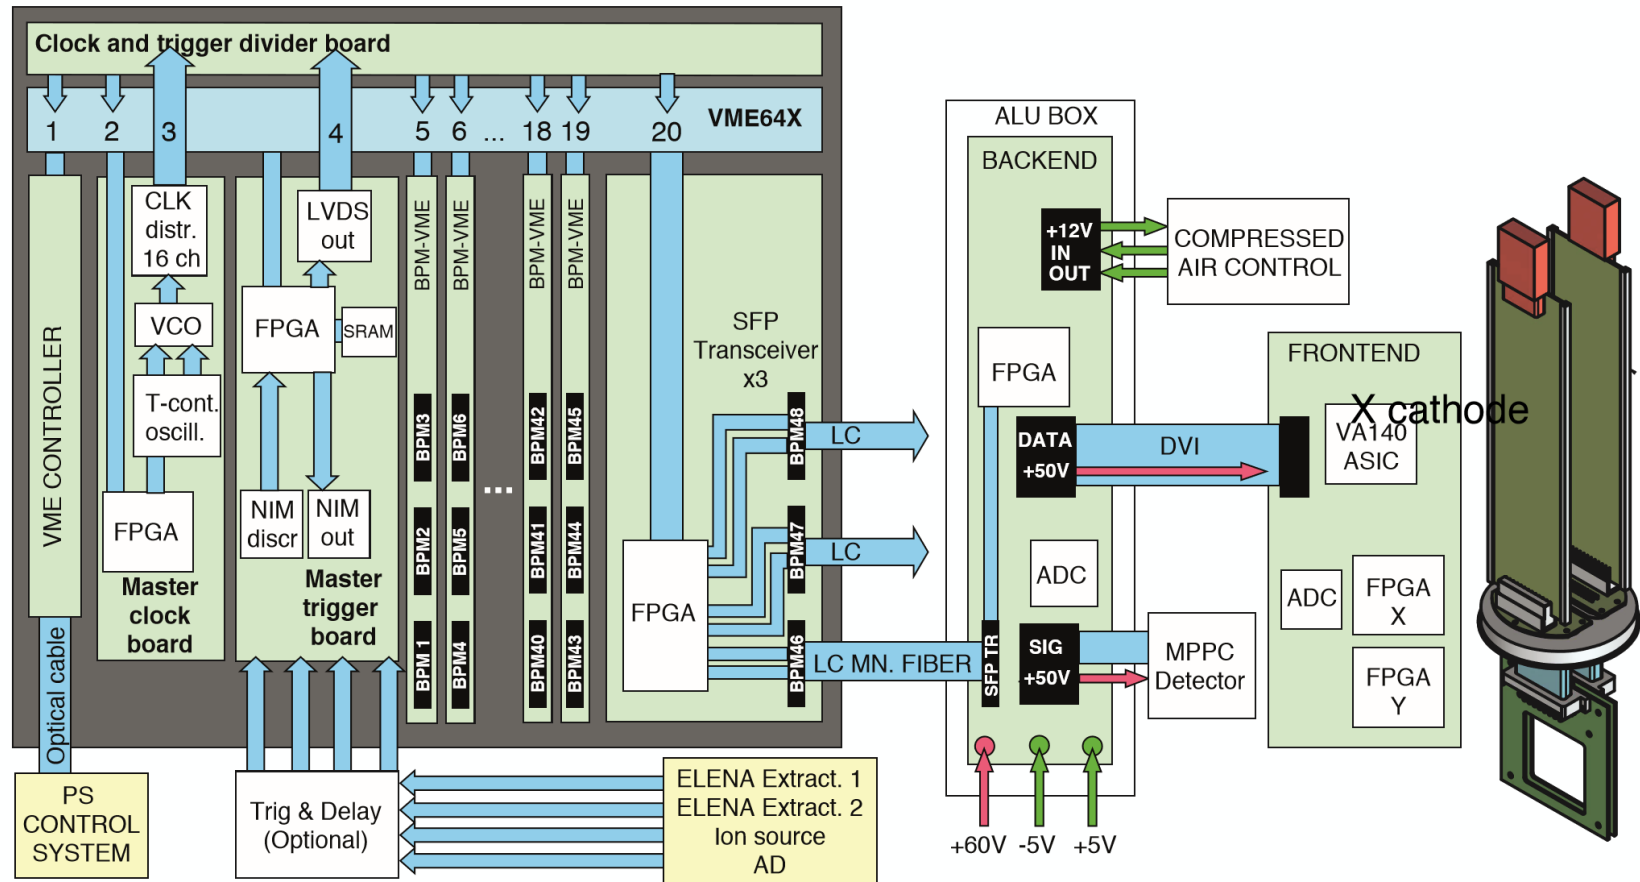 Clock and trigger divider board
VME64X
1
2
3
4
5
6
...
18
19
20
VME CONTROLLER
Optical cable
PS
CONTROL
SYSTEM
CLK
distr.
16 ch
VCO
T-cont.
oscill.
FPGA
Master
clock
board
LVDS
out
FPGA
SRAM
NIM
discr
NIM
out
Master
trigger
board
Trig & Delay
(Optional)
ELENA Extract. 1
ELENA Extract. 2
Ion source
AD
BPM-VME
BPM3
BPM2
BPM 1
BPM-VME
BPM6
BPM5
BPM4
...
BPM-VME
BPM42
BPM41
BPM40
BPM-VME
BPM45
BPM44
BPM43
SFP
Transceiver
x3
FPGA
BPM48
BPM47
BPM46
LC
LC
LC MN. FIBER
ALU BOX
BACKEND
+12V
IN
OUT
COMPRESSED
AIR CONTROL
FPGA
DATA
+50V
DVI
ADC
SFP TR
SIG
+50V
MPPC
Detector
+60V
-5V
+5V
FRONTEND
X cathode
VA140
ASIC
ADC
FPGA
X
FPGA
Y